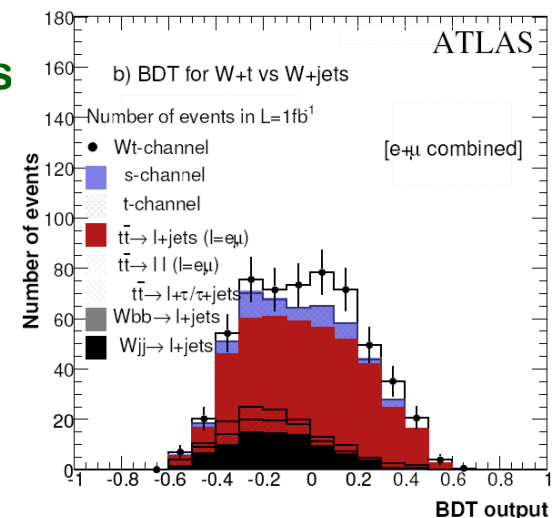 s
ATLAS
b) BDT for W+t vs W+jets
Number of events in L=1fb⁻¹
[e+μ combined]
Wt-channel
s-channel
t-channel
tt̄→ l+jets (l=eμ)
tt̄→ l l (l=eμ)
tt̄→ l+τ/τ+jets
Wbb→ l+jets
Wjj→ l+jets
Number of events
180
160
140
120
100
80
60
40
20
0
-1 -0.8 -0.6 -0.4 -0.2 0 0.2 0.4 0.6 0.8 1
BDT output